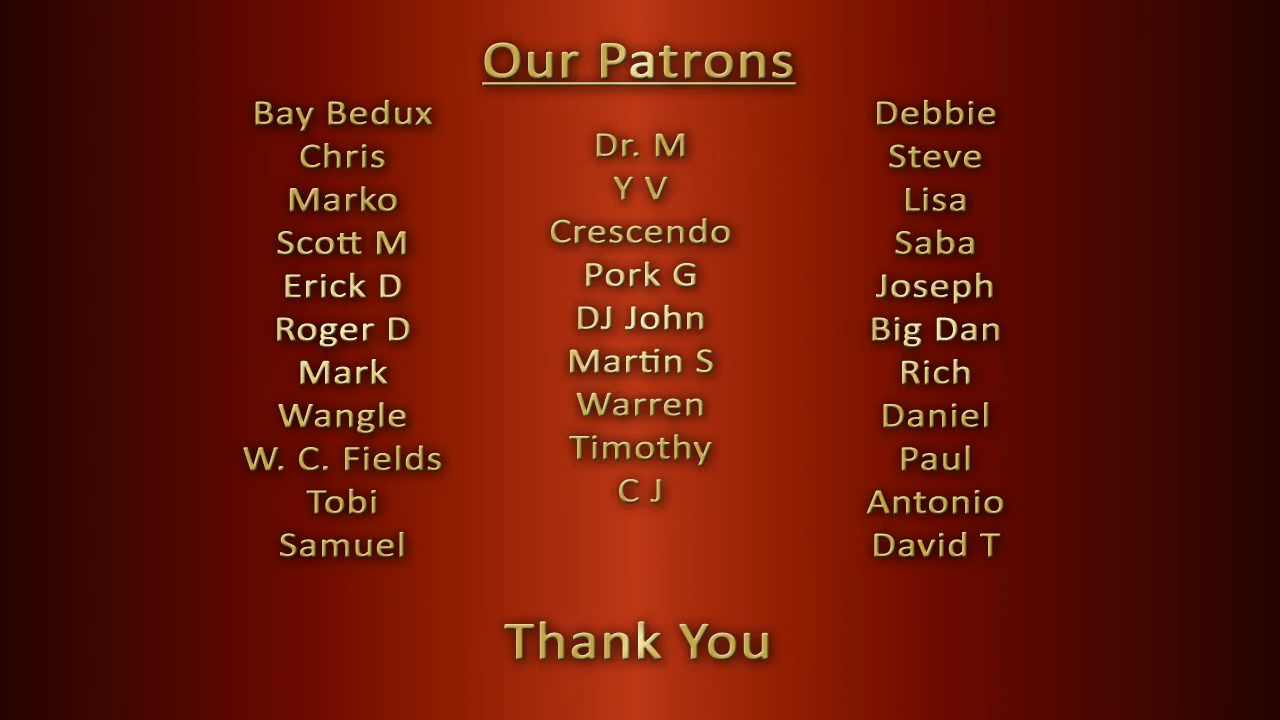 Our Patrons
Bay Bedux
Chris
Marko
Scott M
Erick D
Roger D
Mark
Wangle
W. C. Fields
Tobi
Samuel
Dr. M
Y V
Crescendo
Pork G
DJ John
Martin S
Warren
Timothy
C J
Debbie
Steve
Lisa
Saba
Joseph
Big Dan
Rich
Daniel
Paul
Antonio
David T
Thank You